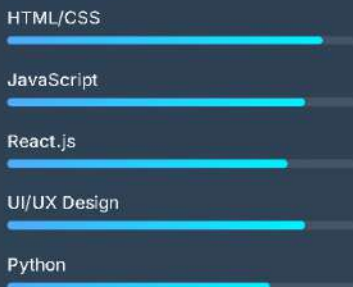 HTML/CSS
JavaScript
React.js
UI/UX Design
Python